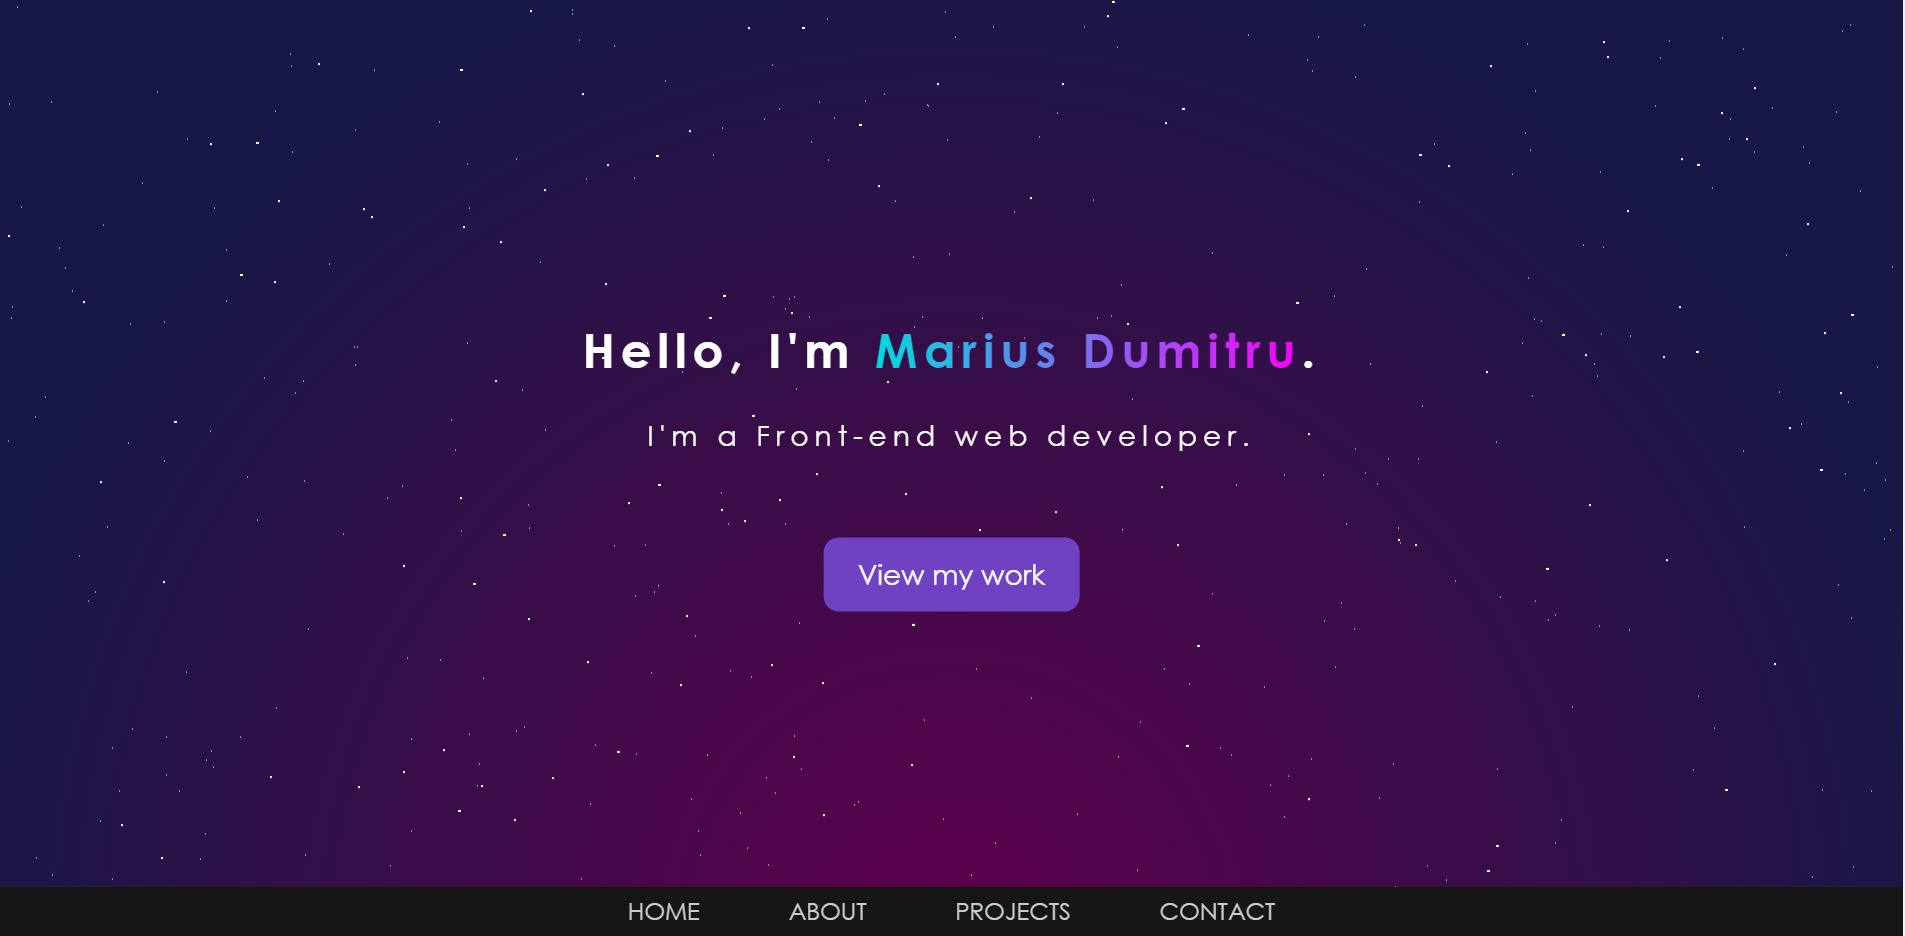 Hello, I'm Marius Dumitru.
I'm a Front-end web developer.
View my work
HOME ABOUT PROJECTS CONTACT